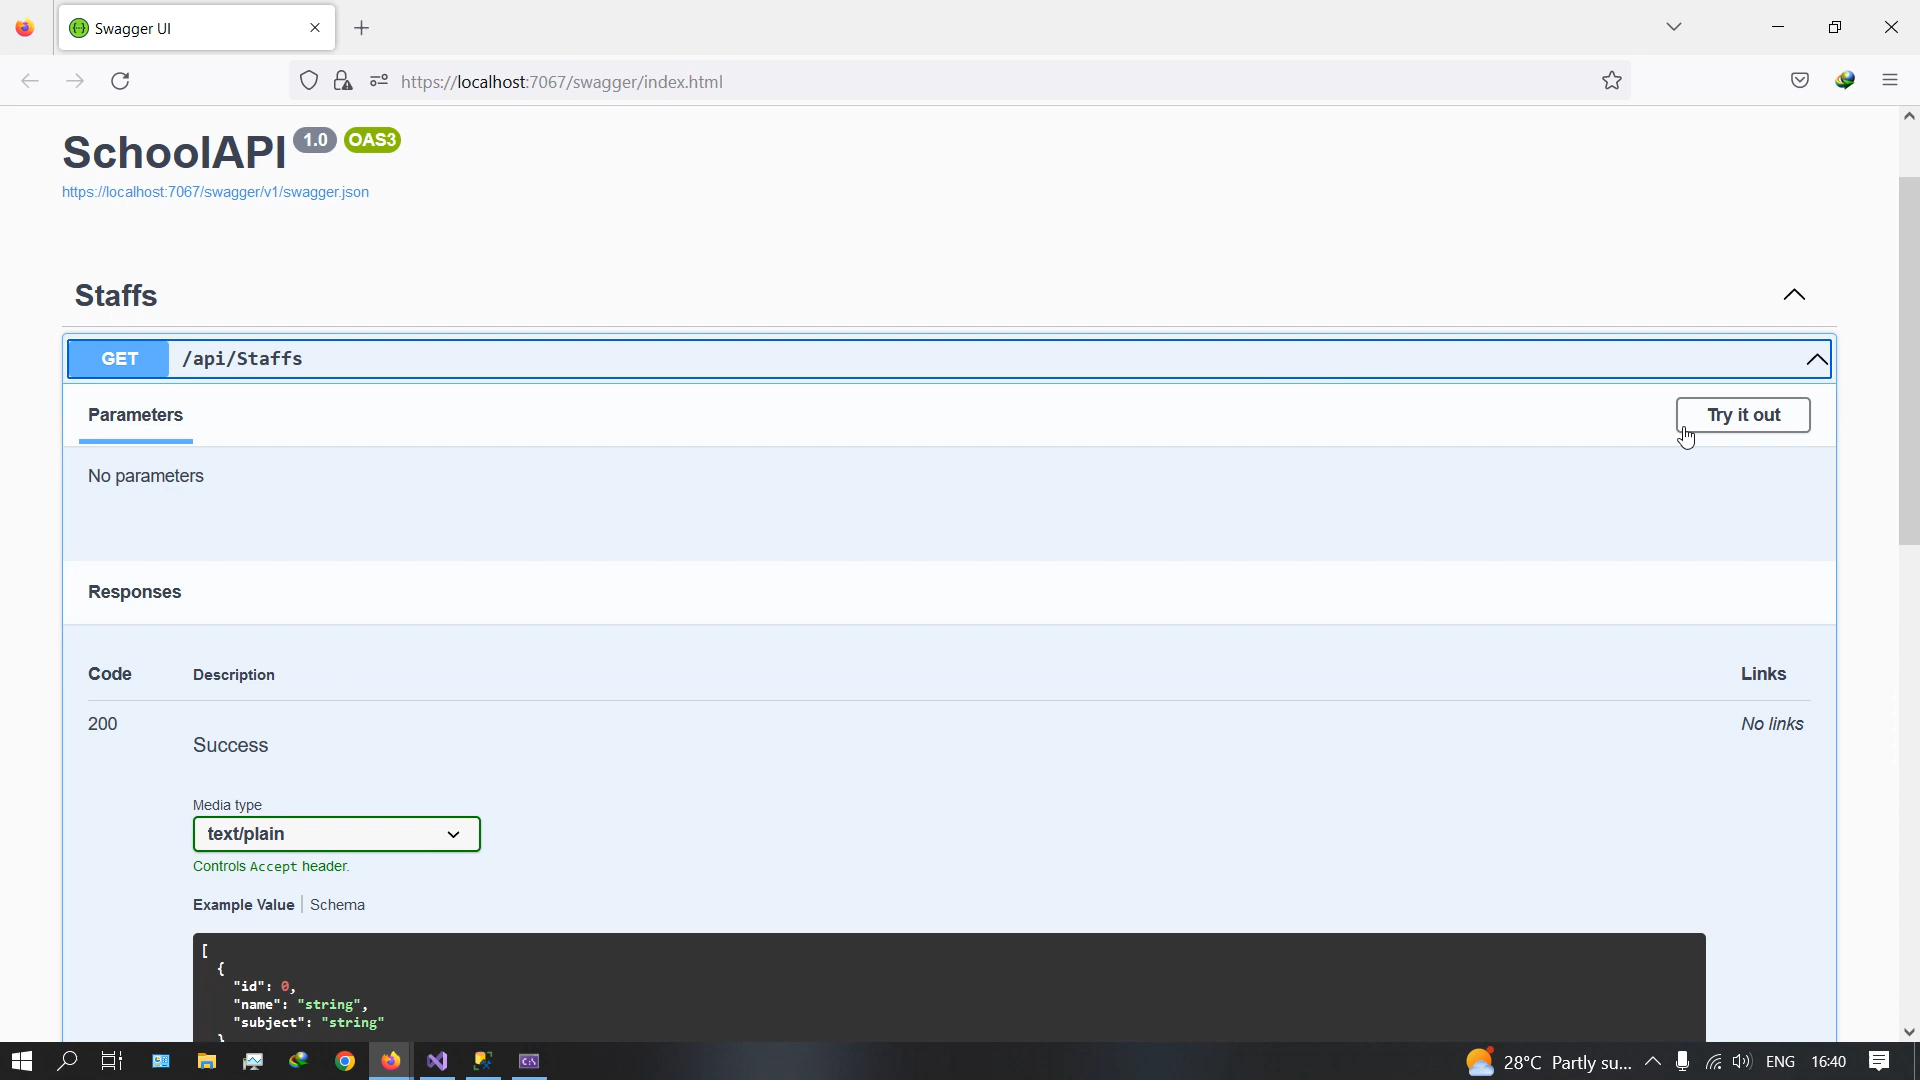 Swagger UI
https://localhost:7067/swagger/index.html
SchoolAPI 1.0 OAS3
https://localhost:7067/swagger/v1/swagger.json
Staffs
GET /api/Staffs
Parameters
Try it out
No parameters
Responses
Code Description Links
200 No links
Success
Media type
text/plain
Controls Accept header.
Example Value Schema
[
{
"id": 0,
"name": "string",
"subject": "string"
}
28°C Partly su... ENG 16:40